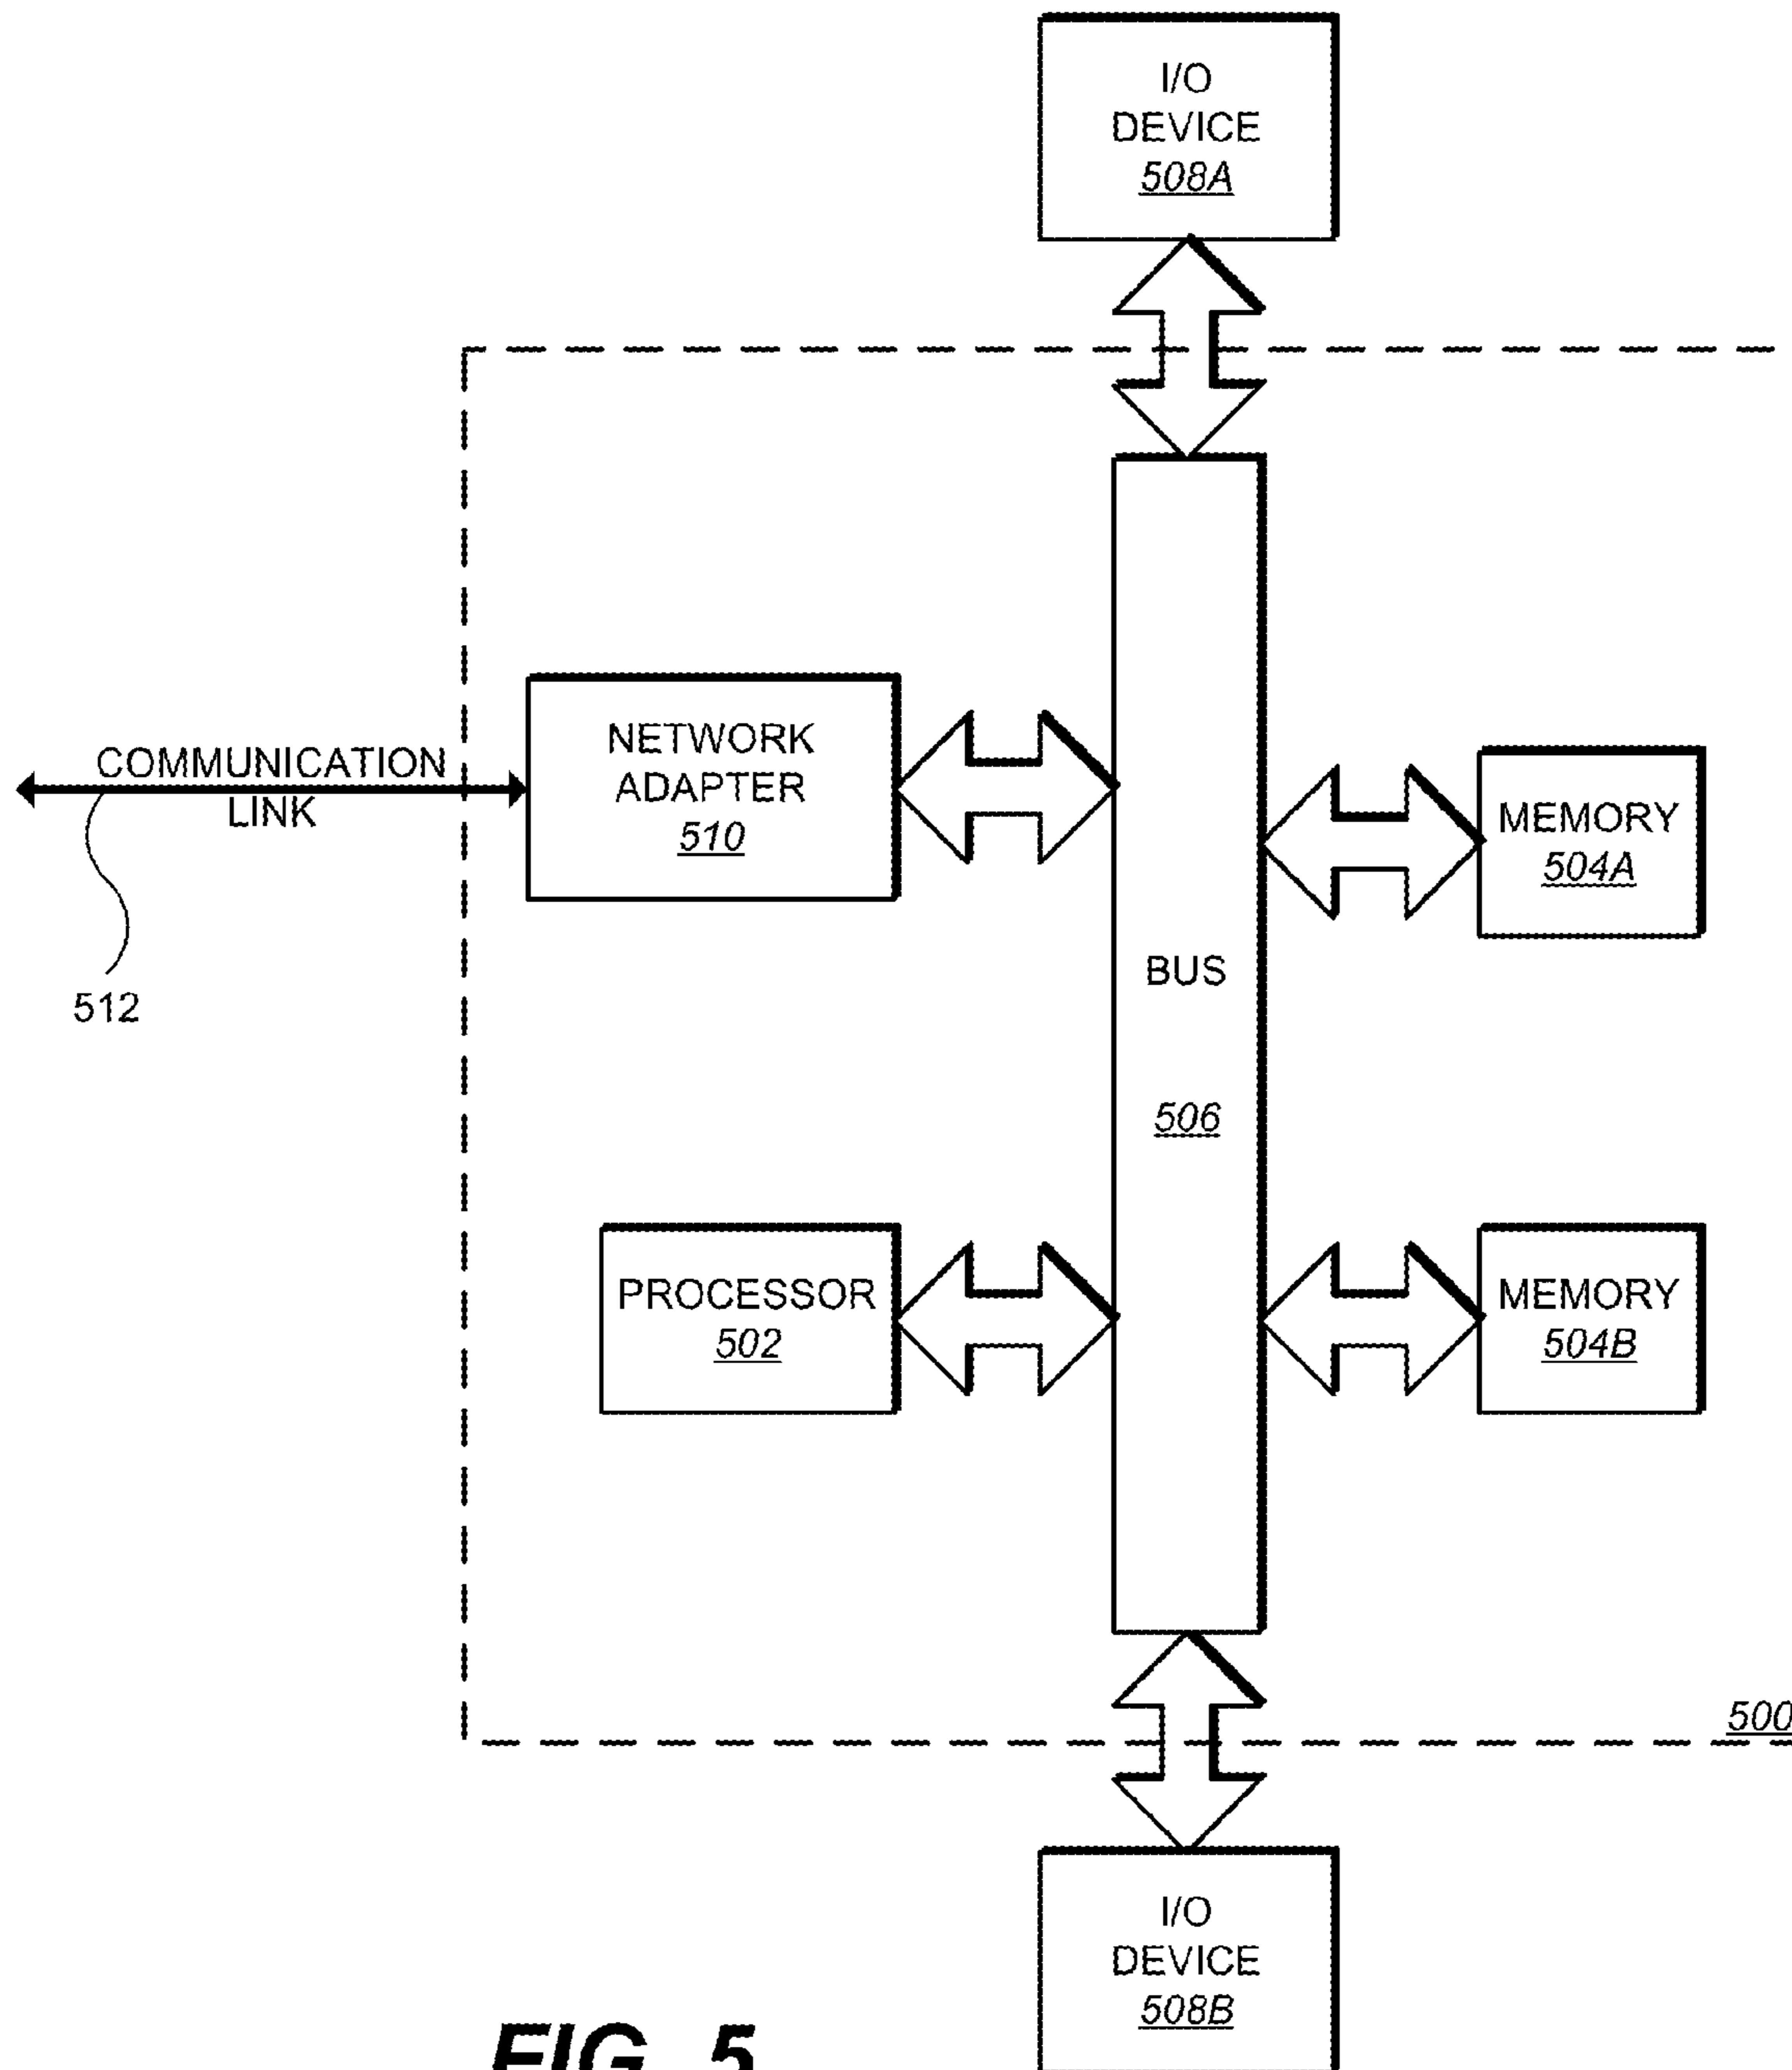 I/O
DEVICE
508A
COMMUNICATION
LINK
512
NETWORK
ADAPTER
510
MEMORY
504A
BUS
506
PROCESSOR
502
MEMORY
504B
500
I/O
DEVICE
508B
FIG. 5